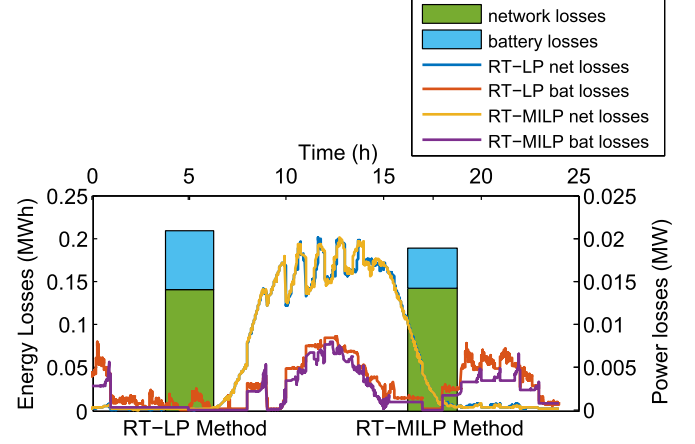 network losses
battery losses
RT−LP net losses
RT−LP bat losses
RT−MILP net losses
RT−MILP bat losses
Time (h)
0 5 10 15 20 25
0.25 0.025
0.2 0.02
0.15 0.015
0.1 0.01
0.05 0.005
0 0
Energy Losses (MWh)
Power losses (MW)
RT−LP Method RT−MILP Method